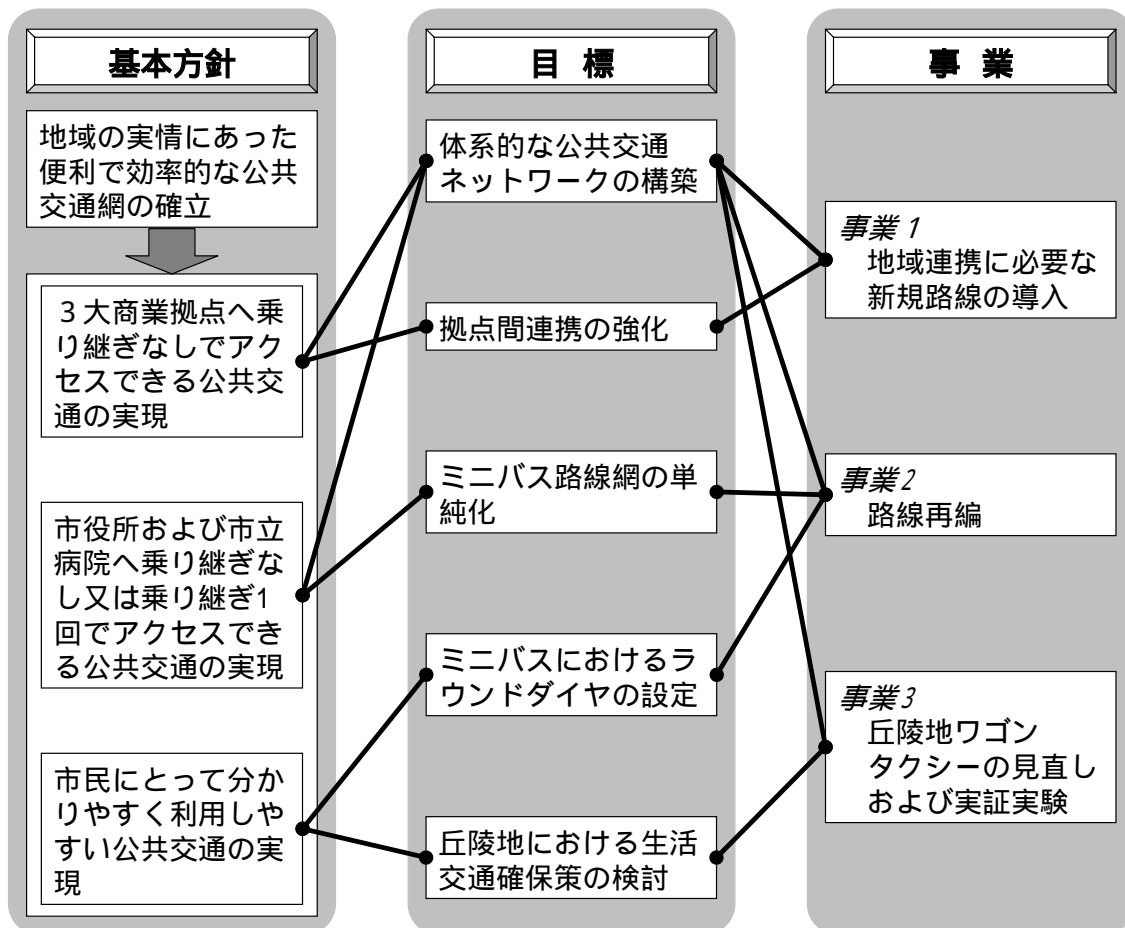 基本方針
地域の実情にあった
便利で効率的な公共
交通網の確立
３大商業拠点へ乗
り継ぎなしでアク
セスできる公共交
通の実現
市役所および市立
病院へ乗り継ぎな
し又は乗り継ぎ1
回でアクセスでき
る公共交通の実現
市民にとって分か
りやすく利用しや
すい公共交通の実
現
目 標
体系的な公共交通
ネットワークの構築
拠点間連携の強化
ミニバス路線網の単
純化
ミニバスにおけるラ
ウンドダイヤの設定
丘陵地における生活
交通確保策の検討
事 業
事業1
地域連携に必要な
新規路線の導入
事業2
路線再編
事業3
丘陵地ワゴン
タクシーの見直し
および実証実験